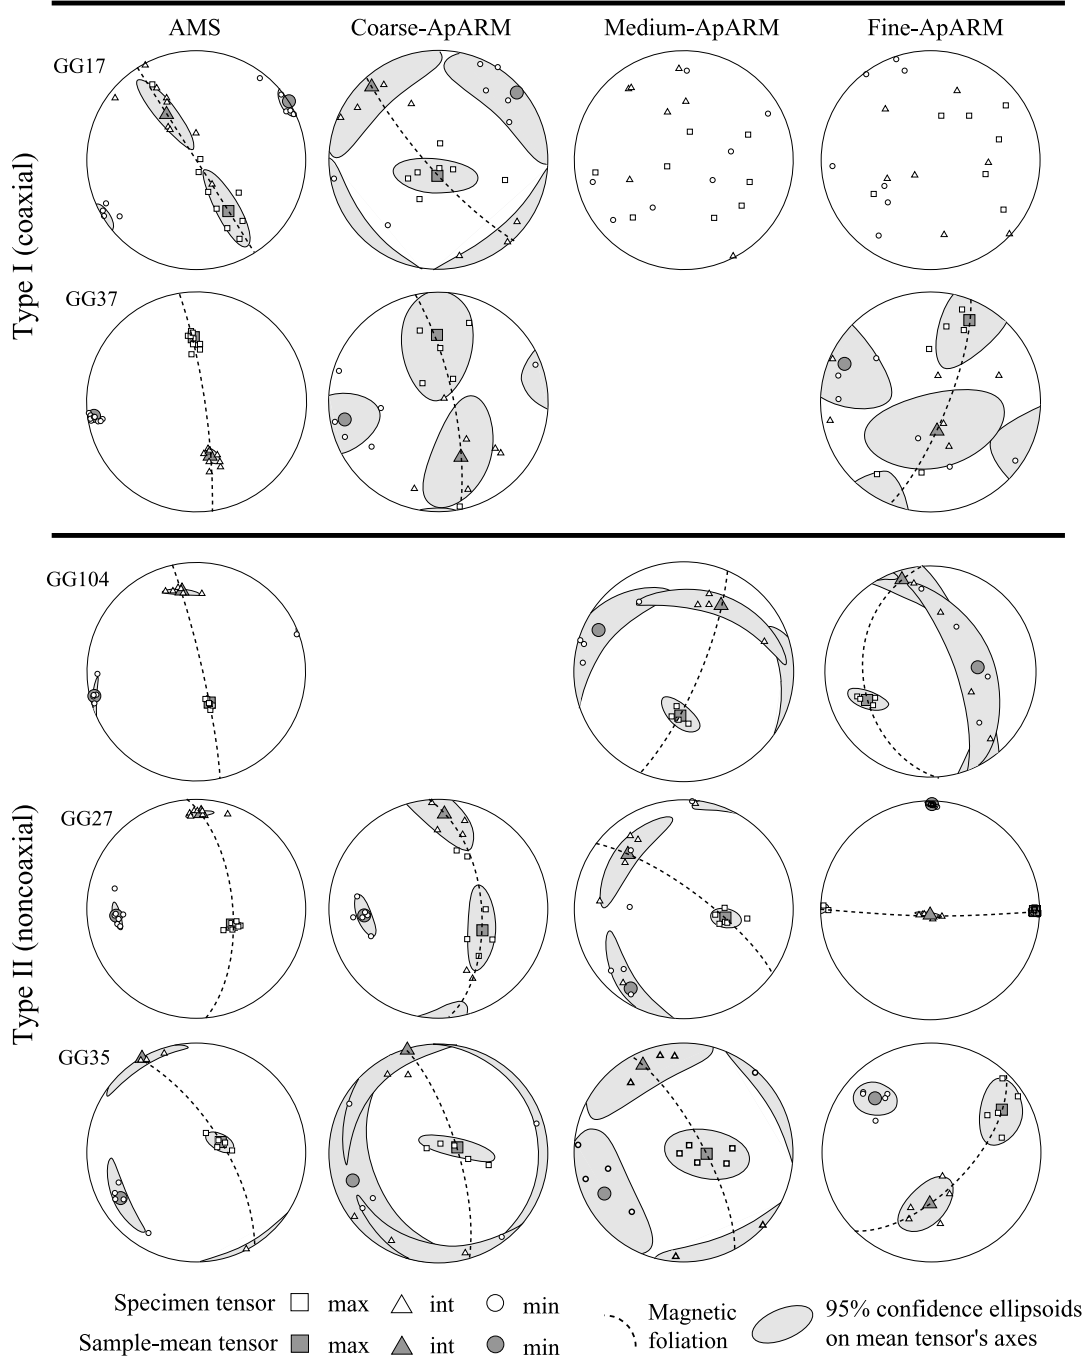 AMS Coarse-ApARM Medium-ApARM Fine-ApARM
Type I (coaxial)
GG17
GG37
Type II (noncoaxial)
GG104
GG27
GG35
Specimen tensor max int min
Sample-mean tensor max int min
Magnetic
foliation
95% confidence ellipsoids
on mean tensor's axes